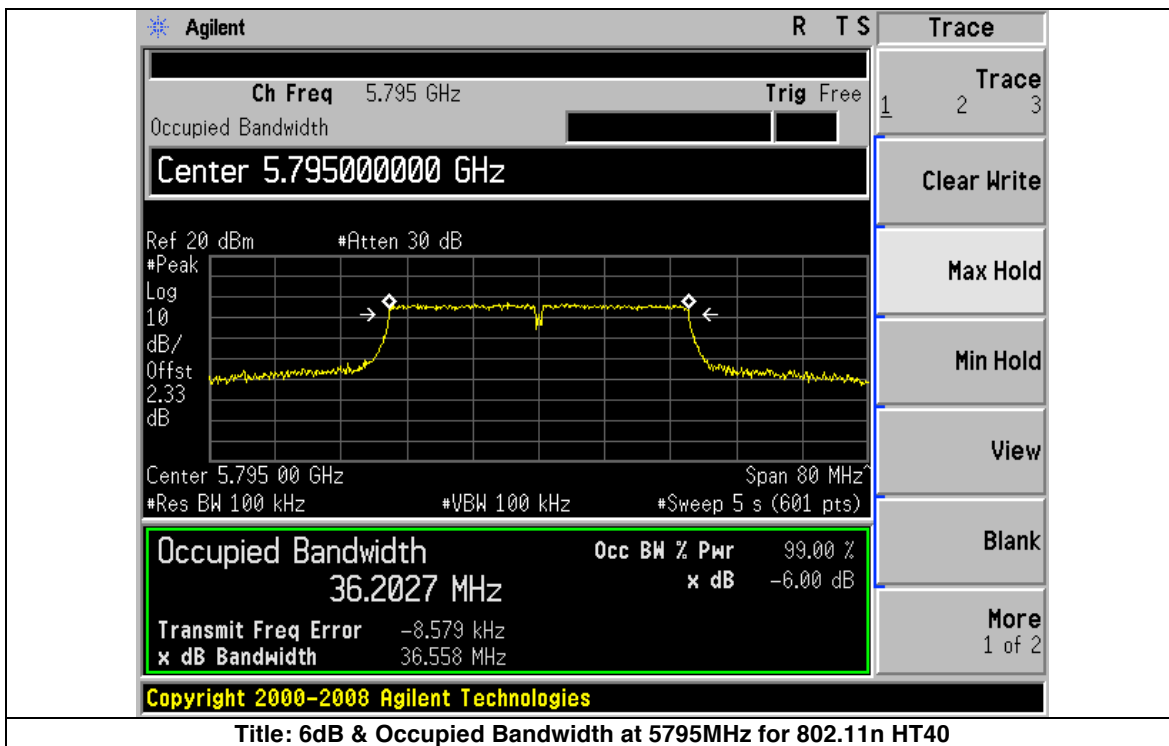 Agilent R T S Trace
Ch Freq 5.795 GHz Trig Free
Occupied Bandwidth
Center 5.795000000 GHz
Ref 20 dBm #Atten 30 dB
#Peak
Log
10
dB/
Offst
2.33
dB
Center 5.795 00 GHz Span 80 MHz^
#Res BW 100 kHz #VBW 100 kHz #Sweep 5 s (601 pts)
Occupied Bandwidth
36.2027 MHz
Occ BW % Pwr 99.00 %
x dB -6.00 dB
Transmit Freq Error -8.579 kHz
x dB Bandwidth 36.558 MHz
Copyright 2000-2008 Agilent Technologies
Trace
1 2 3
Clear Write
Max Hold
Min Hold
View
Blank
More
1 of 2
Title: 6dB & Occupied Bandwidth at 5795MHz for 802.11n HT40